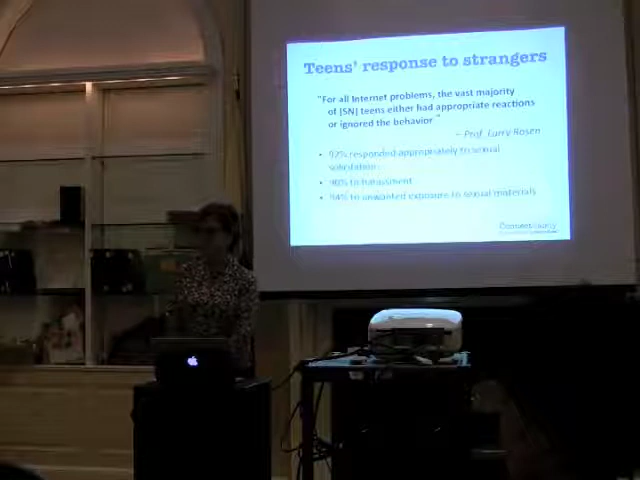 Teens' response to strangers
"For all Internet problems, the vast majority
of [SN] teens either had appropriate reactions
or ignored the behavior"
– Prof. Larry Rosen
• 92% responded appropriately to sexual
• 90% to harassment
• 94% to unwanted exposure to sexual materials